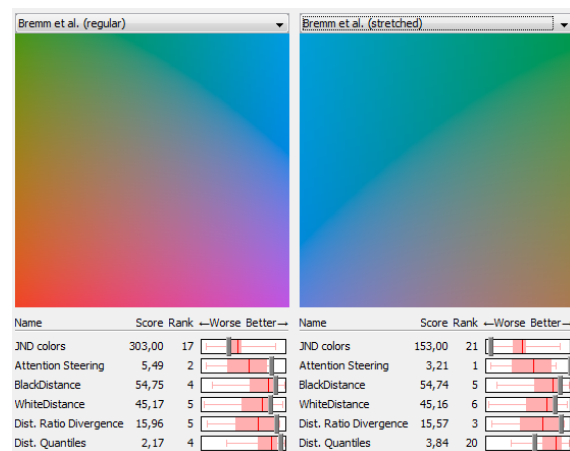 Bremm et al. (regular)
Name Score Rank ←Worse Better→
JND colors 303,00 17
Attention Steering 5,49 2
BlackDistance 54,75 4
WhiteDistance 45,17 5
Dist. Ratio Divergence 15,96 5
Dist. Quantiles 2,17 4
Bremm et al. (stretched)
Name Score Rank ←Worse Better→
JND colors 153,00 21
Attention Steering 3,21 1
BlackDistance 54,74 5
WhiteDistance 45,16 6
Dist. Ratio Divergence 15,57 3
Dist. Quantiles 3,84 20